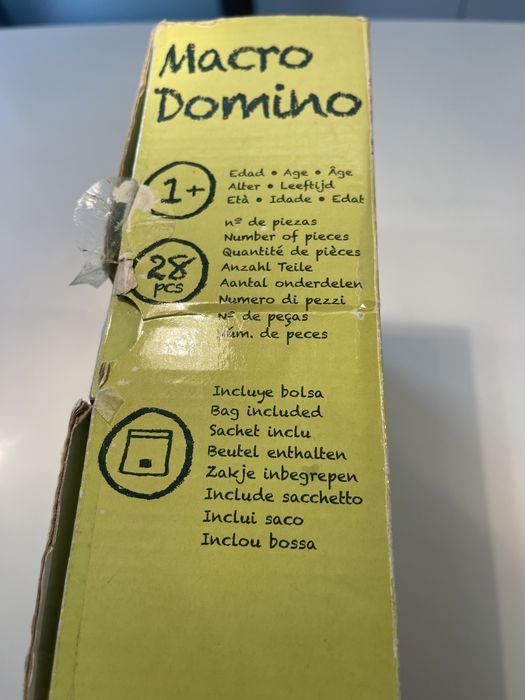 Macro
Domino
1+
Edad • Age • Âge
Alter • Leeftijd
Età • Idade • Edat
28
pcs
nº de piezas
Number of pieces
Quantité de pièces
Anzahl Teile
Aantal onderdelen
Numero di pezzi
Nº de peças
Núm. de peces
Incluye bolsa
Bag included
Sachet inclu
Beutel enthalten
Zakje inbegrepen
Include sacchetto
Inclui saco
Inclou bossa